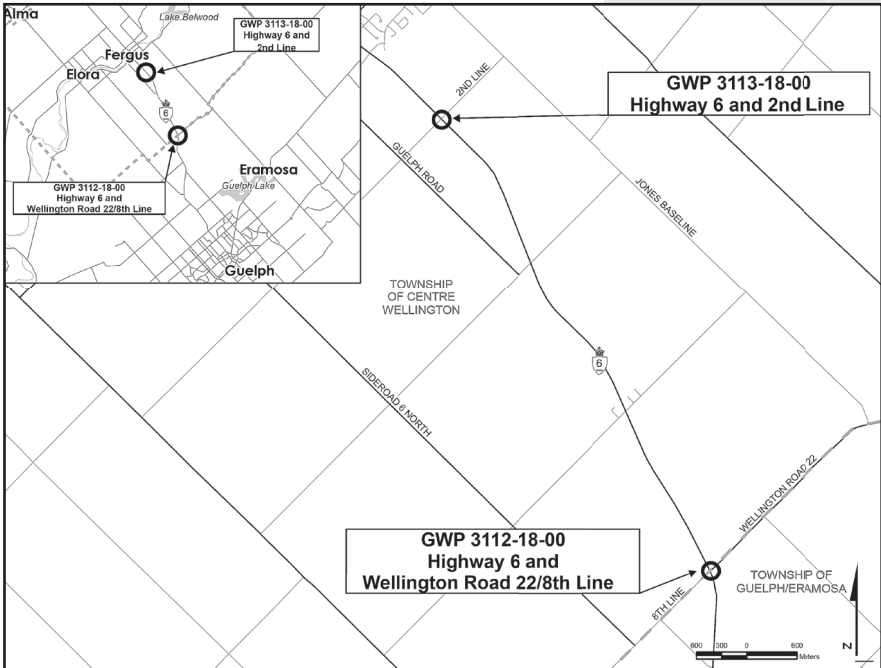 Alma
Lake Belwood
GWP 3113-18-00
Highway 6 and
2nd Line
Fergus
Elora
6
Eramosa
Guelph Lake
GWP 3112-18-00
Highway 6 and
Wellington Road 22/8th Line
Guelph
2ND LINE
GWP 3113-18-00
Highway 6 and 2nd Line
GUELPH ROAD
JONES BASELINE
TOWNSHIP
OF CENTRE
WELLINGTON
6
SIDEROAD 6 NORTH
WELLINGTON ROAD 22
GWP 3112-18-00
Highway 6 and
Wellington Road 22/8th Line
8TH LINE
TOWNSHIP OF
GUELPH/ERAMOSA
600 300 0 600
Meters
N